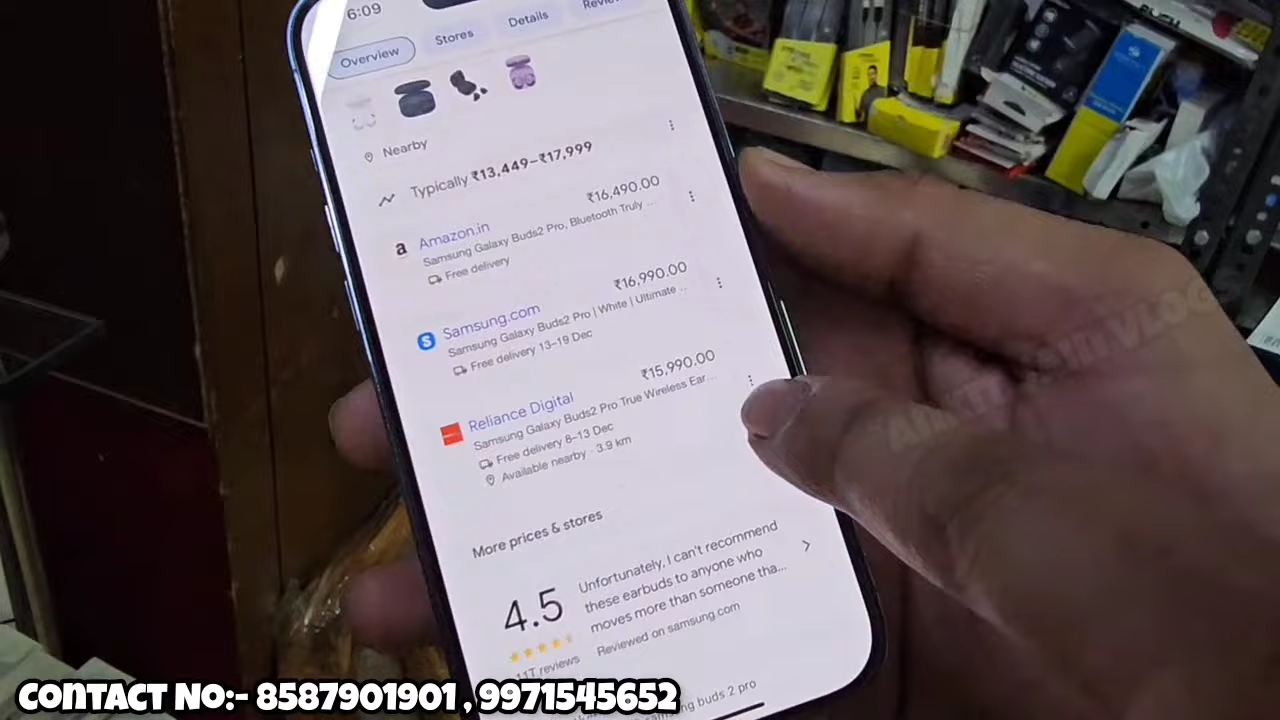 6:09
Overview
Stores
Details
Nearby
Typically ₹13,449–₹17,999
₹16,490.00
Amazon.in
Samsung Galaxy Buds2 Pro, Bluetooth Truly ...
Free delivery
₹16,990.00
Samsung.com
Samsung Galaxy Buds2 Pro | White | Ultimate ...
Free delivery 13–19 Dec
₹15,990.00
Reliance Digital
Samsung Galaxy Buds2 Pro True Wireless Ear...
Free delivery 8–13 Dec
Available nearby · 3.9 km
More prices & stores
4.5
Unfortunately, I can't recommend
these earbuds to anyone who
moves more than someone tha...
Reviewed on samsung.com
reviews
buds 2 pro
CONTACT NO:- 8587901901 , 9971545652